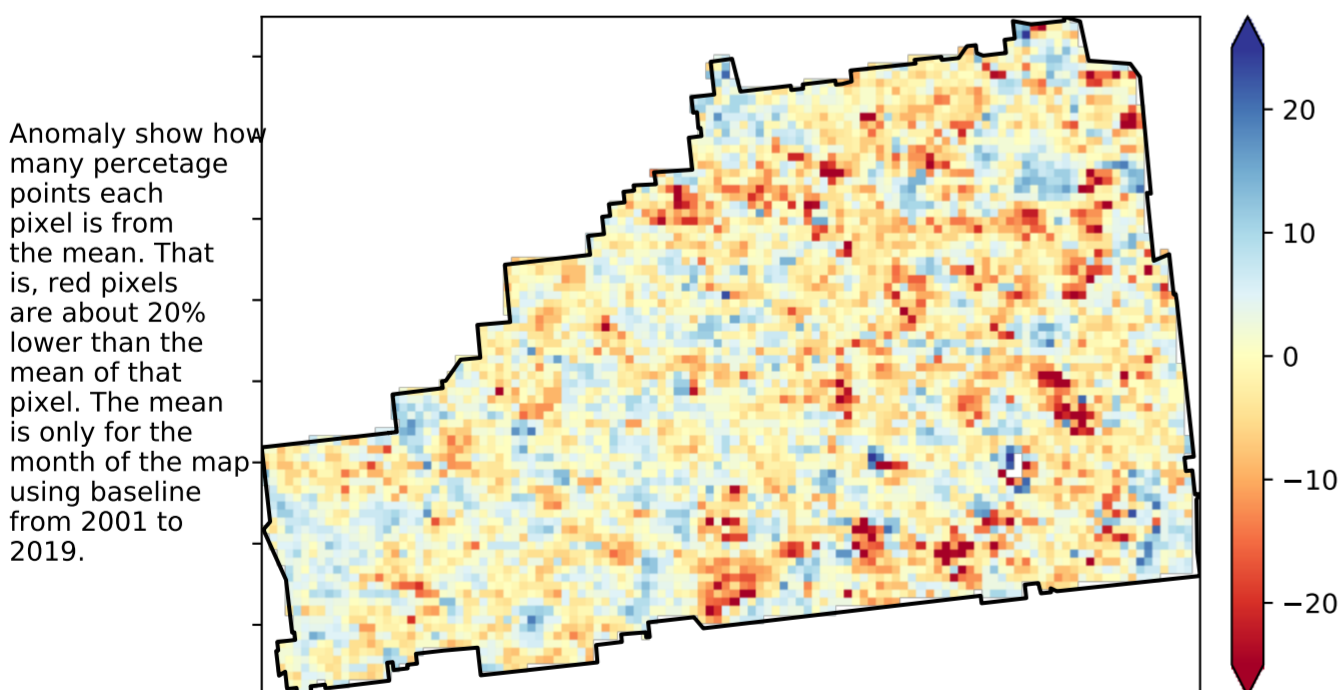 Anomaly show how
many percetage
points each
pixel is from
the mean. That
is, red pixels
are about 20%
lower than the
mean of that
pixel. The mean
is only for the
month of the map
using baseline
from 2001 to
2019.
20
10
0
−10
−20